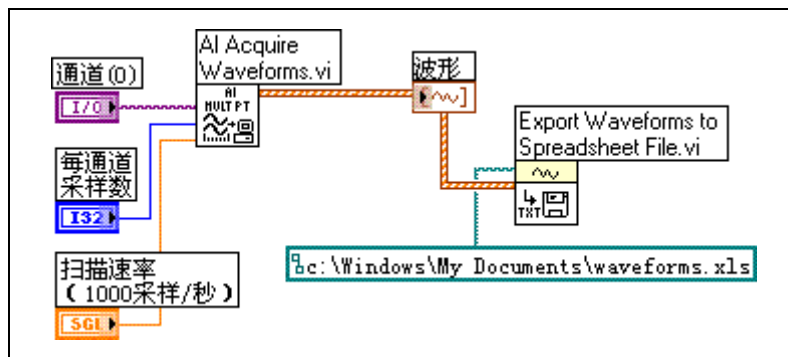 AI Acquire
Waveforms.vi
通道(0)
I/O
AI
MULT PT
波形
Export Waveforms to
Spreadsheet File.vi
TXT
每通道
采样数
I32
c:\Windows\My Documents\waveforms.xls
扫描速率
(1000采样/秒)
SGL